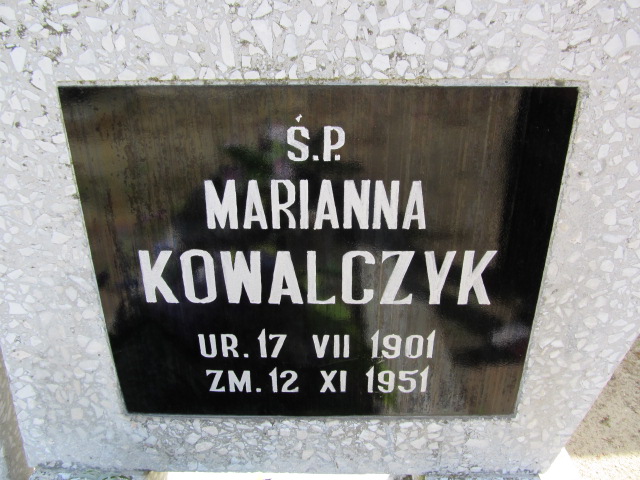 Ś.P.
MARIANNA
KOWALCZYK
UR. 17 VII 1901
ZM. 12 XI 1951